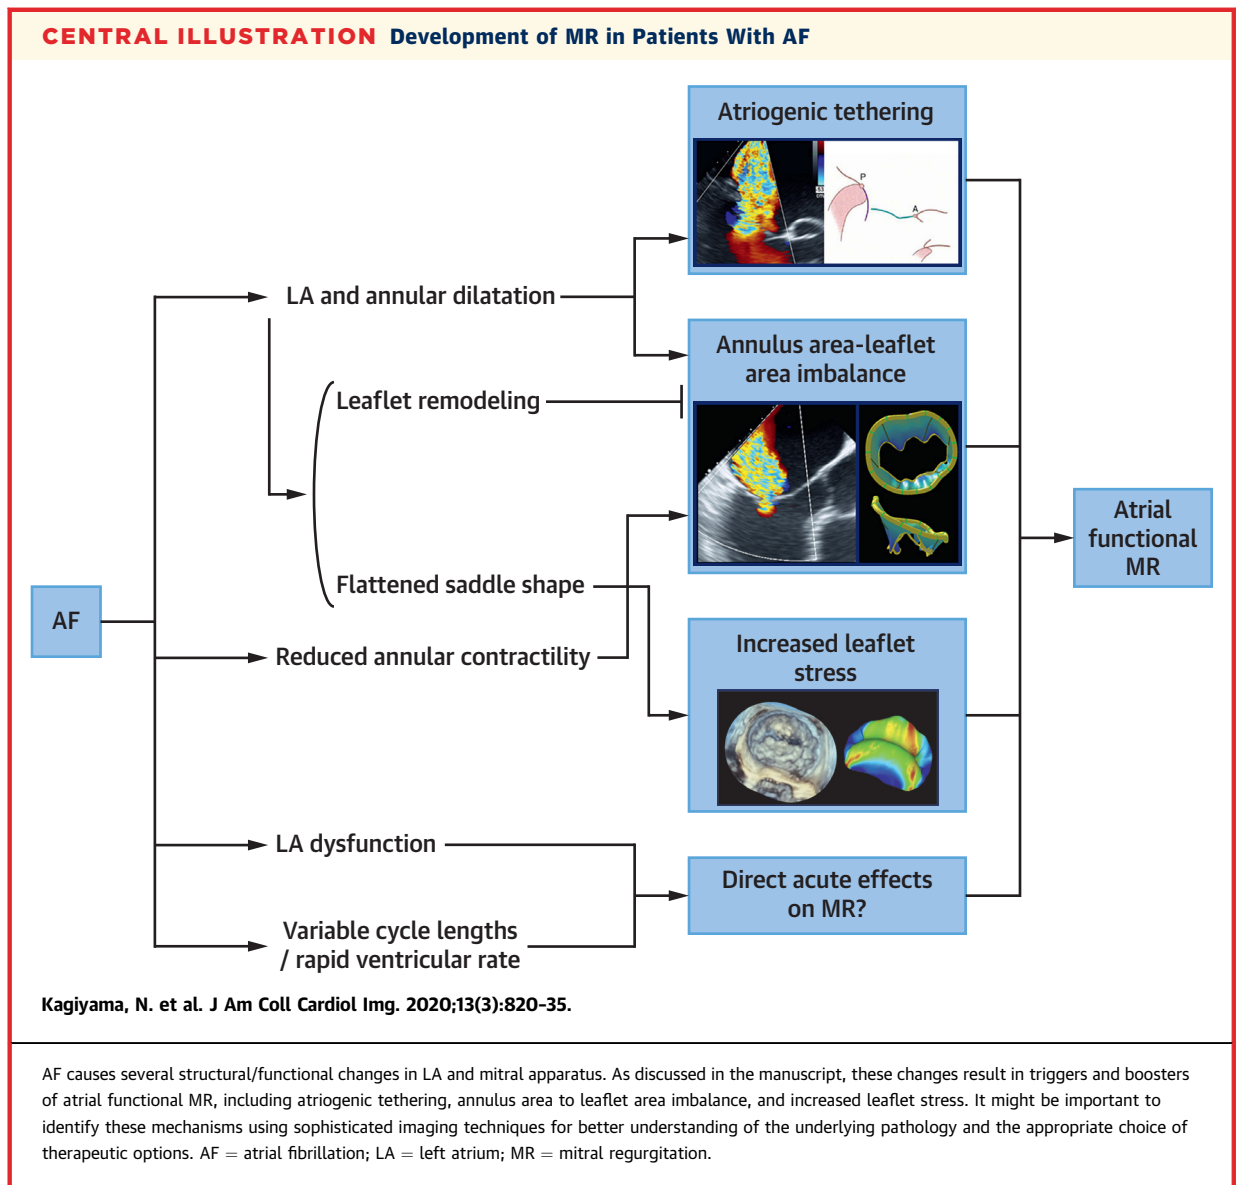 CENTRAL ILLUSTRATION Development of MR in Patients With AF
Atriogenic tethering
P
A
LA and annular dilatation
Annulus area-leaflet
area imbalance
Leaflet remodeling
Atrial
functional
MR
Flattened saddle shape
AF
Reduced annular contractility
Increased leaflet
stress
LA dysfunction
Direct acute effects
on MR?
Variable cycle lengths
/ rapid ventricular rate
Kagiyama, N. et al. J Am Coll Cardiol Img. 2020;13(3):820-35.
AF causes several structural/functional changes in LA and mitral apparatus. As discussed in the manuscript, these changes result in triggers and boosters
of atrial functional MR, including atriogenic tethering, annulus area to leaflet area imbalance, and increased leaflet stress. It might be important to
identify these mechanisms using sophisticated imaging techniques for better understanding of the underlying pathology and the appropriate choice of
therapeutic options. AF = atrial fibrillation; LA = left atrium; MR = mitral regurgitation.